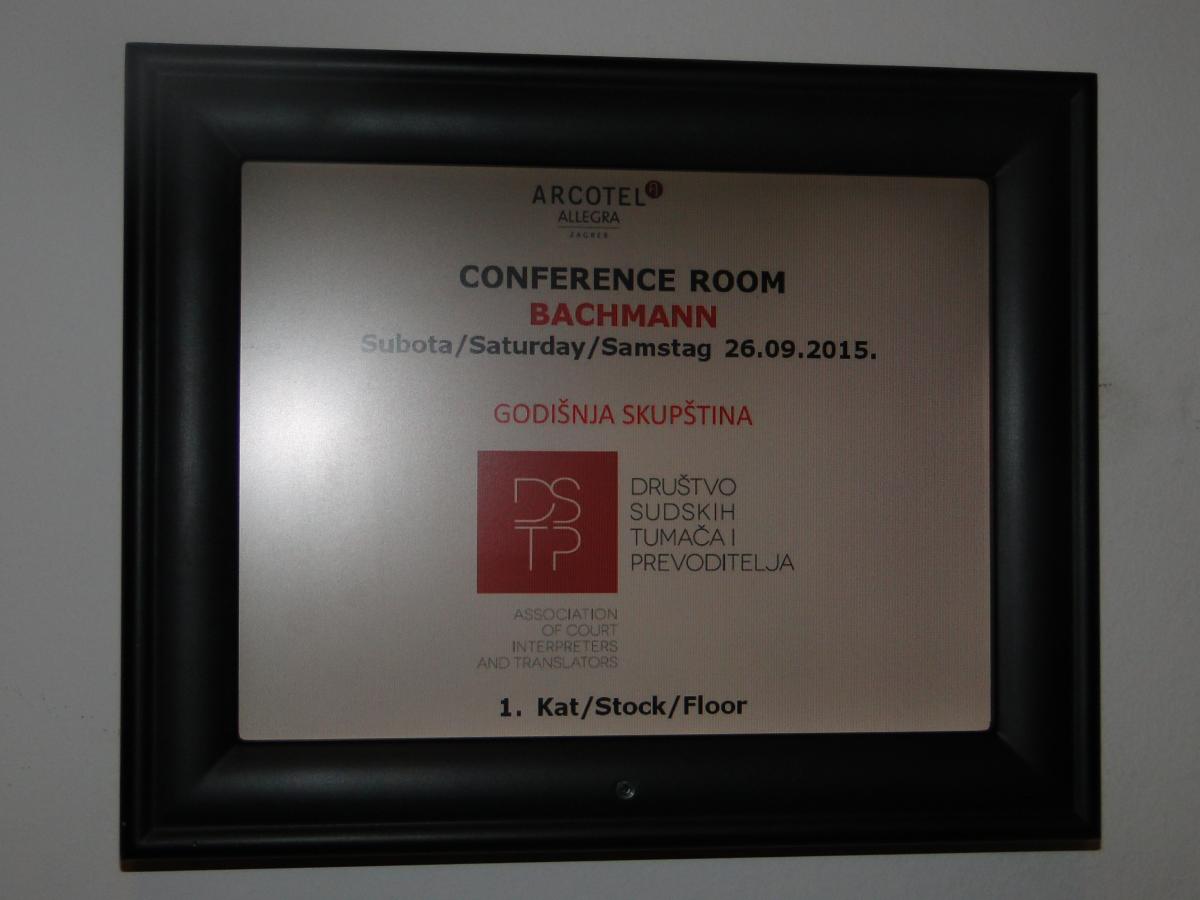 ARCOTEL
ALLEGRA
ZAGREB
CONFERENCE ROOM
BACHMANN
Subota/Saturday/Samstag 26.09.2015.
GODIŠNJA SKUPŠTINA
DS
TP
DRUŠTVO
SUDSKIH
TUMAČA I
PREVODITELJA
ASSOCIATION
OF COURT
INTERPRETERS
AND TRANSLATORS
1. Kat/Stock/Floor